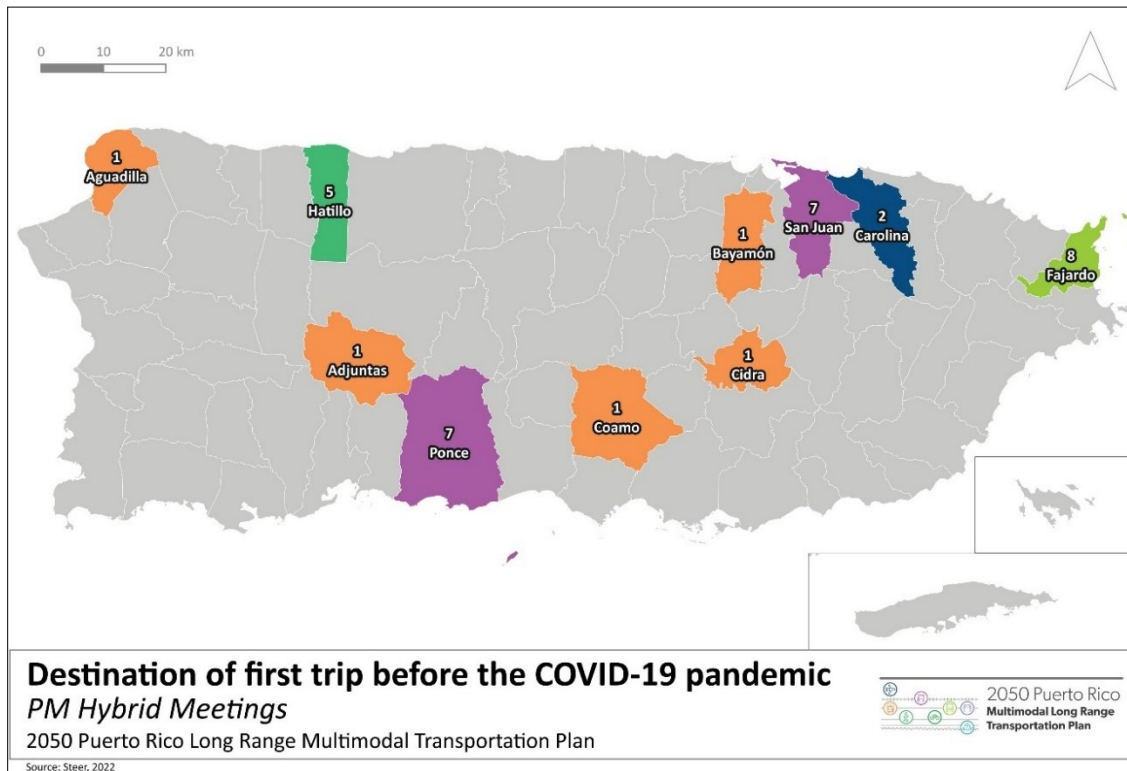 0 10 20 km
1
Aguadilla
5
Hatillo
7
San Juan
2
Carolina
1
Bayamón
8
Fajardo
1
Adjuntas
1
Cidra
1
Coamo
7
Ponce
Destination of first trip before the COVID-19 pandemic
PM Hybrid Meetings
2050 Puerto Rico Long Range Multimodal Transportation Plan
2050 Puerto Rico
Multimodal Long Range
Transportation Plan
Source: Steer, 2022